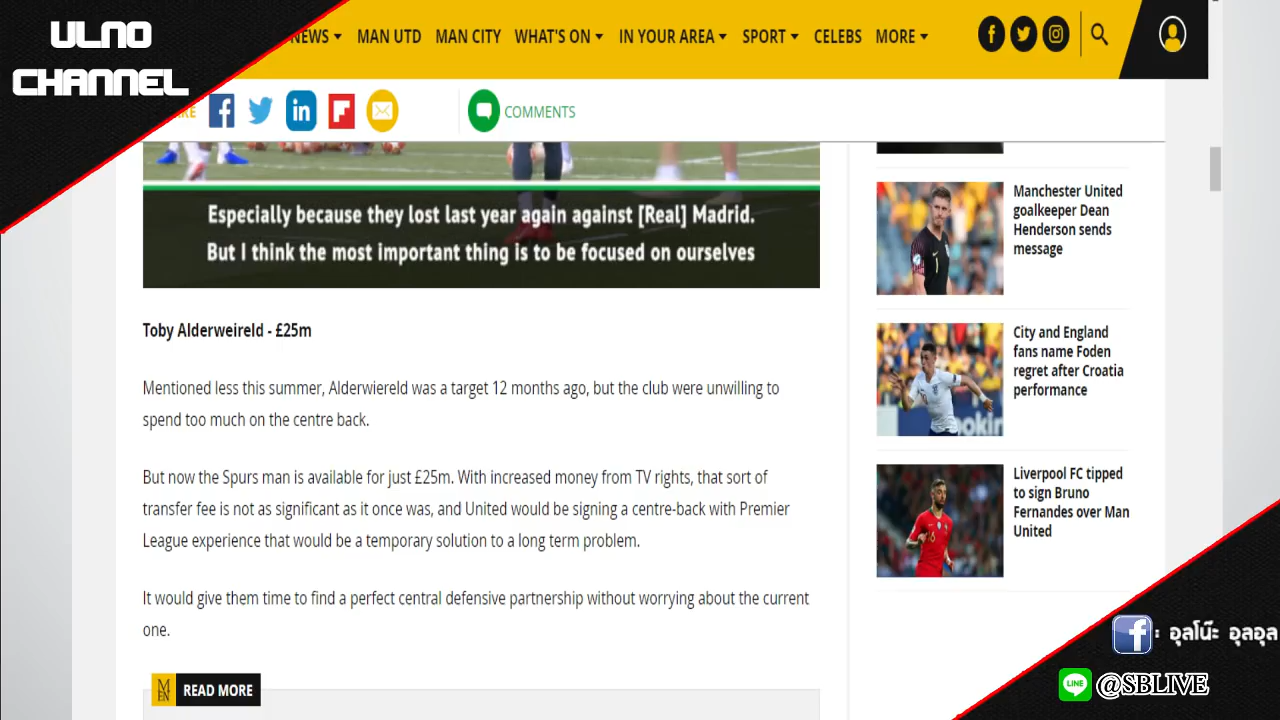 ULNO
CHANNEL
NEWS MAN UTD MAN CITY WHAT'S ON IN YOUR AREA SPORT CELEBS MORE
COMMENTS
Especially because they lost last year again against [Real] Madrid.
But I think the most important thing is to be focused on ourselves
Toby Alderweireld - £25m
Mentioned less this summer, Alderwiereld was a target 12 months ago, but the club were unwilling to
spend too much on the centre back.
But now the Spurs man is available for just £25m. With increased money from TV rights, that sort of
transfer fee is not as significant as it once was, and United would be signing a centre-back with Premier
League experience that would be a temporary solution to a long term problem.
It would give them time to find a perfect central defensive partnership without worrying about the current
one.
MEN READ MORE
Manchester United
goalkeeper Dean
Henderson sends
message
City and England
fans name Foden
regret after Croatia
performance
Liverpool FC tipped
to sign Bruno
Fernandes over Man
United
: อุลโน๊ะ อุลอุล
LINE @SBLIVE